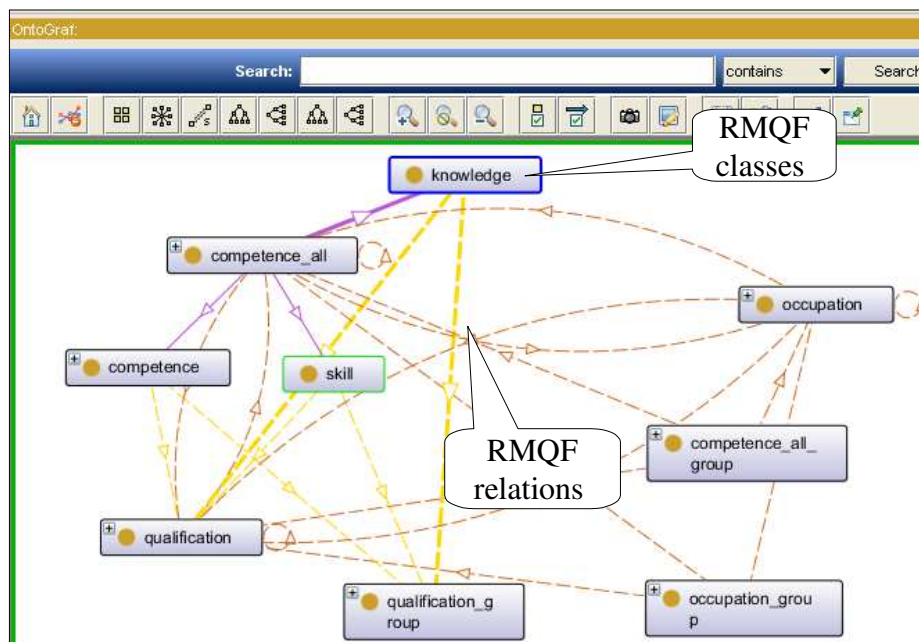 OntoGraf:
Search:
contains
Search
RMQF
classes
knowledge
competence_all
occupation
competence
skill
RMQF
relations
competence_all_
group
qualification
qualification_g
roup
occupation_grou
p